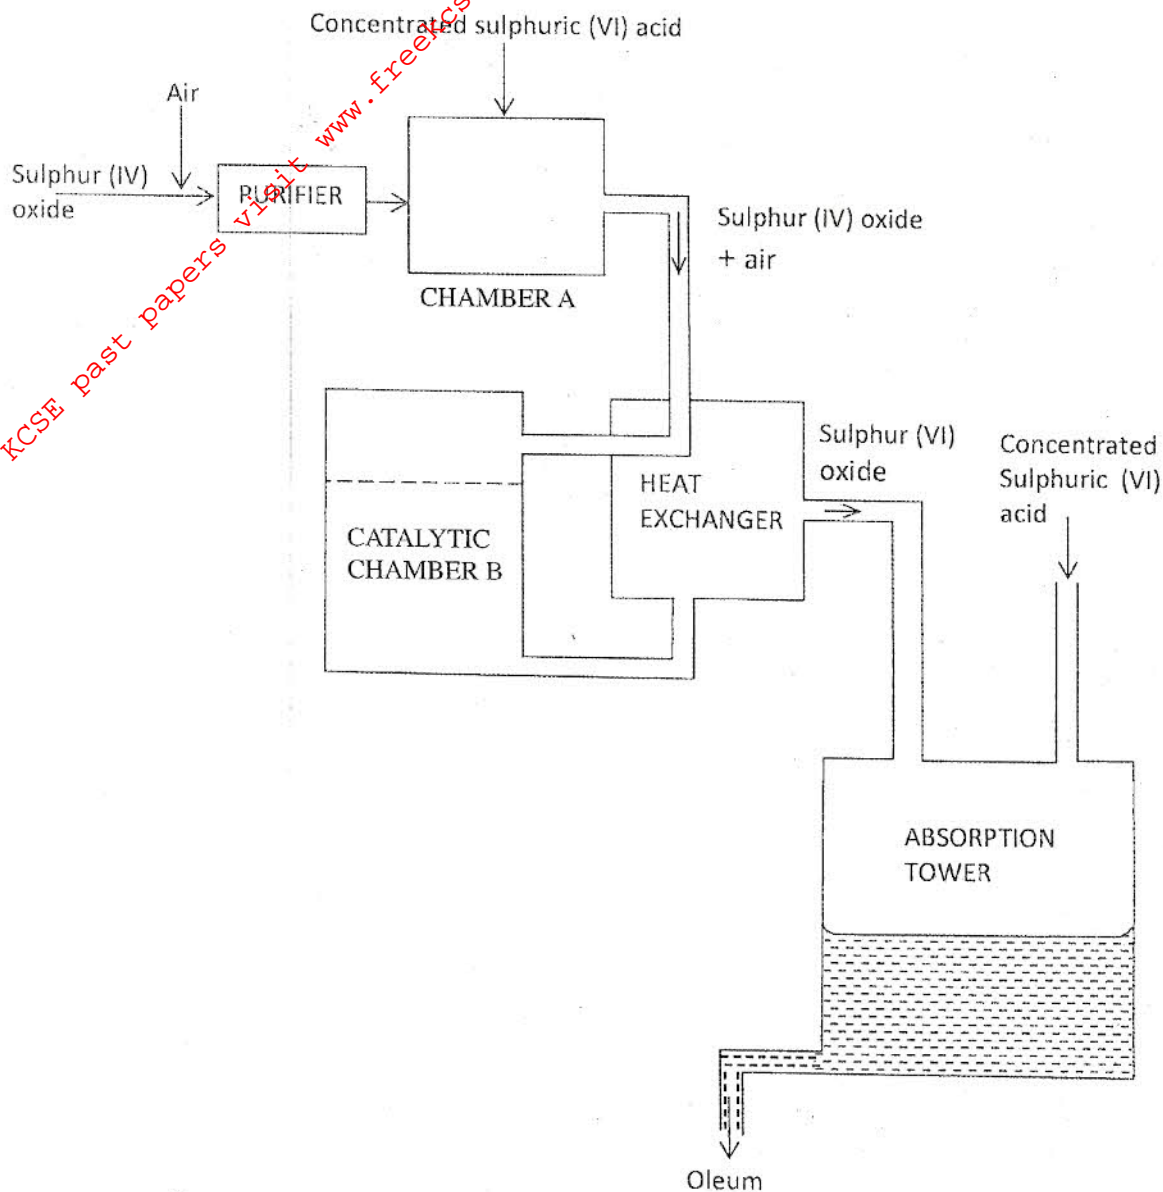 Concentrated sulphuric (VI) acid
Air
Sulphur (IV)
oxide
PURIFIER
Sulphur (IV) oxide
+ air
CHAMBER A
KCSE past papers visit www.freekcs
CATALYTIC
CHAMBER B
HEAT
EXCHANGER
Sulphur (VI)
oxide
Concentrated
Sulphuric (VI)
acid
ABSORPTION
TOWER
Oleum